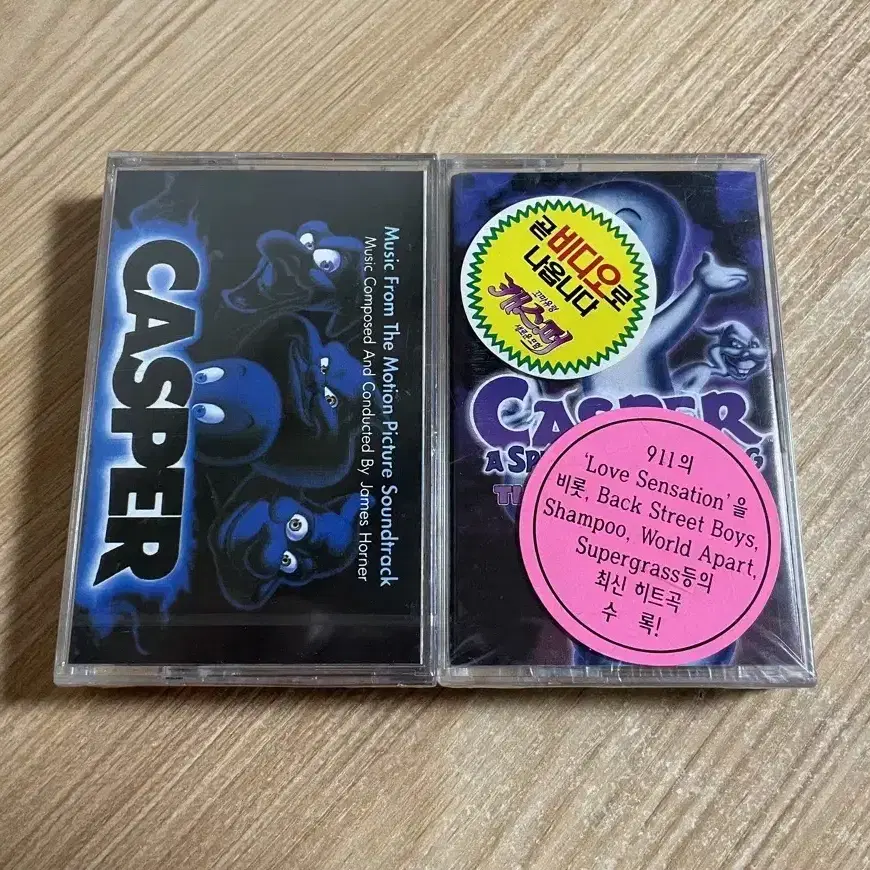 CASPER
Music From The Motion Picture Soundtrack
Music Composed And Conducted By James Horner
곧 비디오로
나옵니다
캐스퍼
CASPER
911의
'Love Sensation'을
비롯, Back Street Boys,
Shampoo, World Apart,
Supergrass등의
최신 히트곡
수 록!